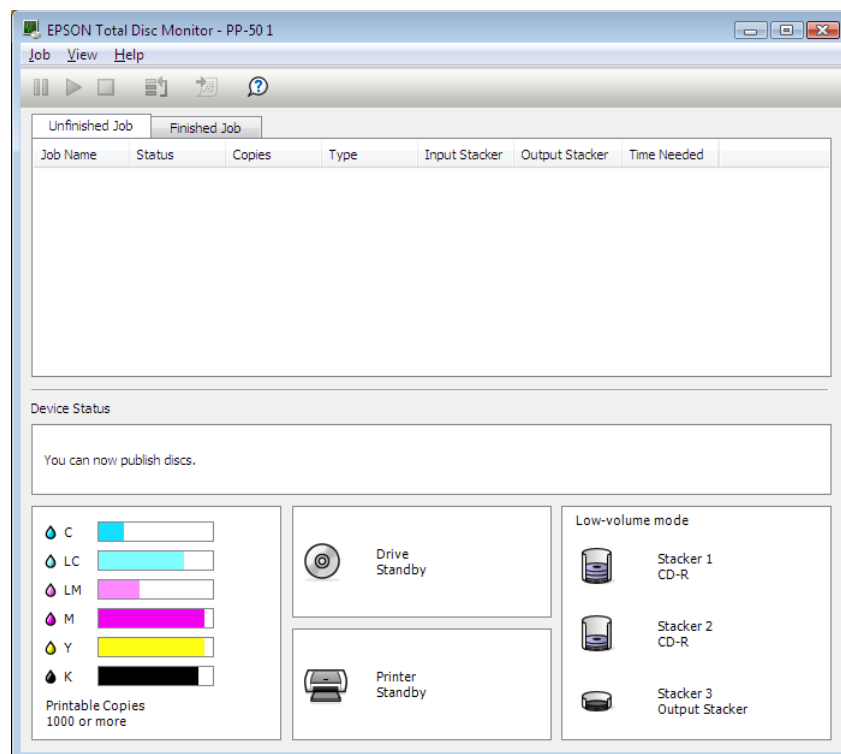 EPSON Total Disc Monitor - PP-50 1
Job View Help
Unfinished Job Finished Job
Job Name Status Copies Type Input Stacker Output Stacker Time Needed
Device Status
You can now publish discs.
C
LC
LM
M
Y
K
Printable Copies
1000 or more
Drive
Standby
Printer
Standby
Low-volume mode
Stacker 1
CD-R
Stacker 2
CD-R
Stacker 3
Output Stacker